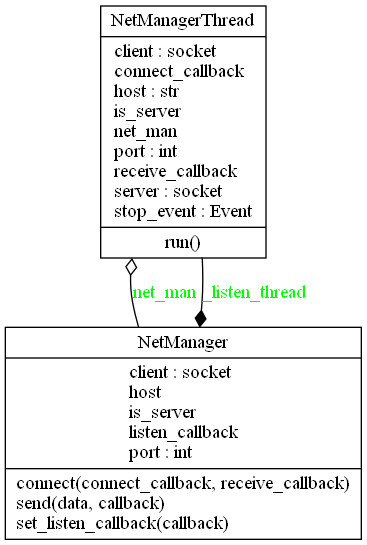 NetManagerThread
client : socket
connect_callback
host : str
is_server
net_man
port : int
receive_callback
server : socket
stop_event : Event
run()
net_man _listen_thread
NetManager
client : socket
host
is_server
listen_callback
port : int
connect(connect_callback, receive_callback)
send(data, callback)
set_listen_callback(callback)